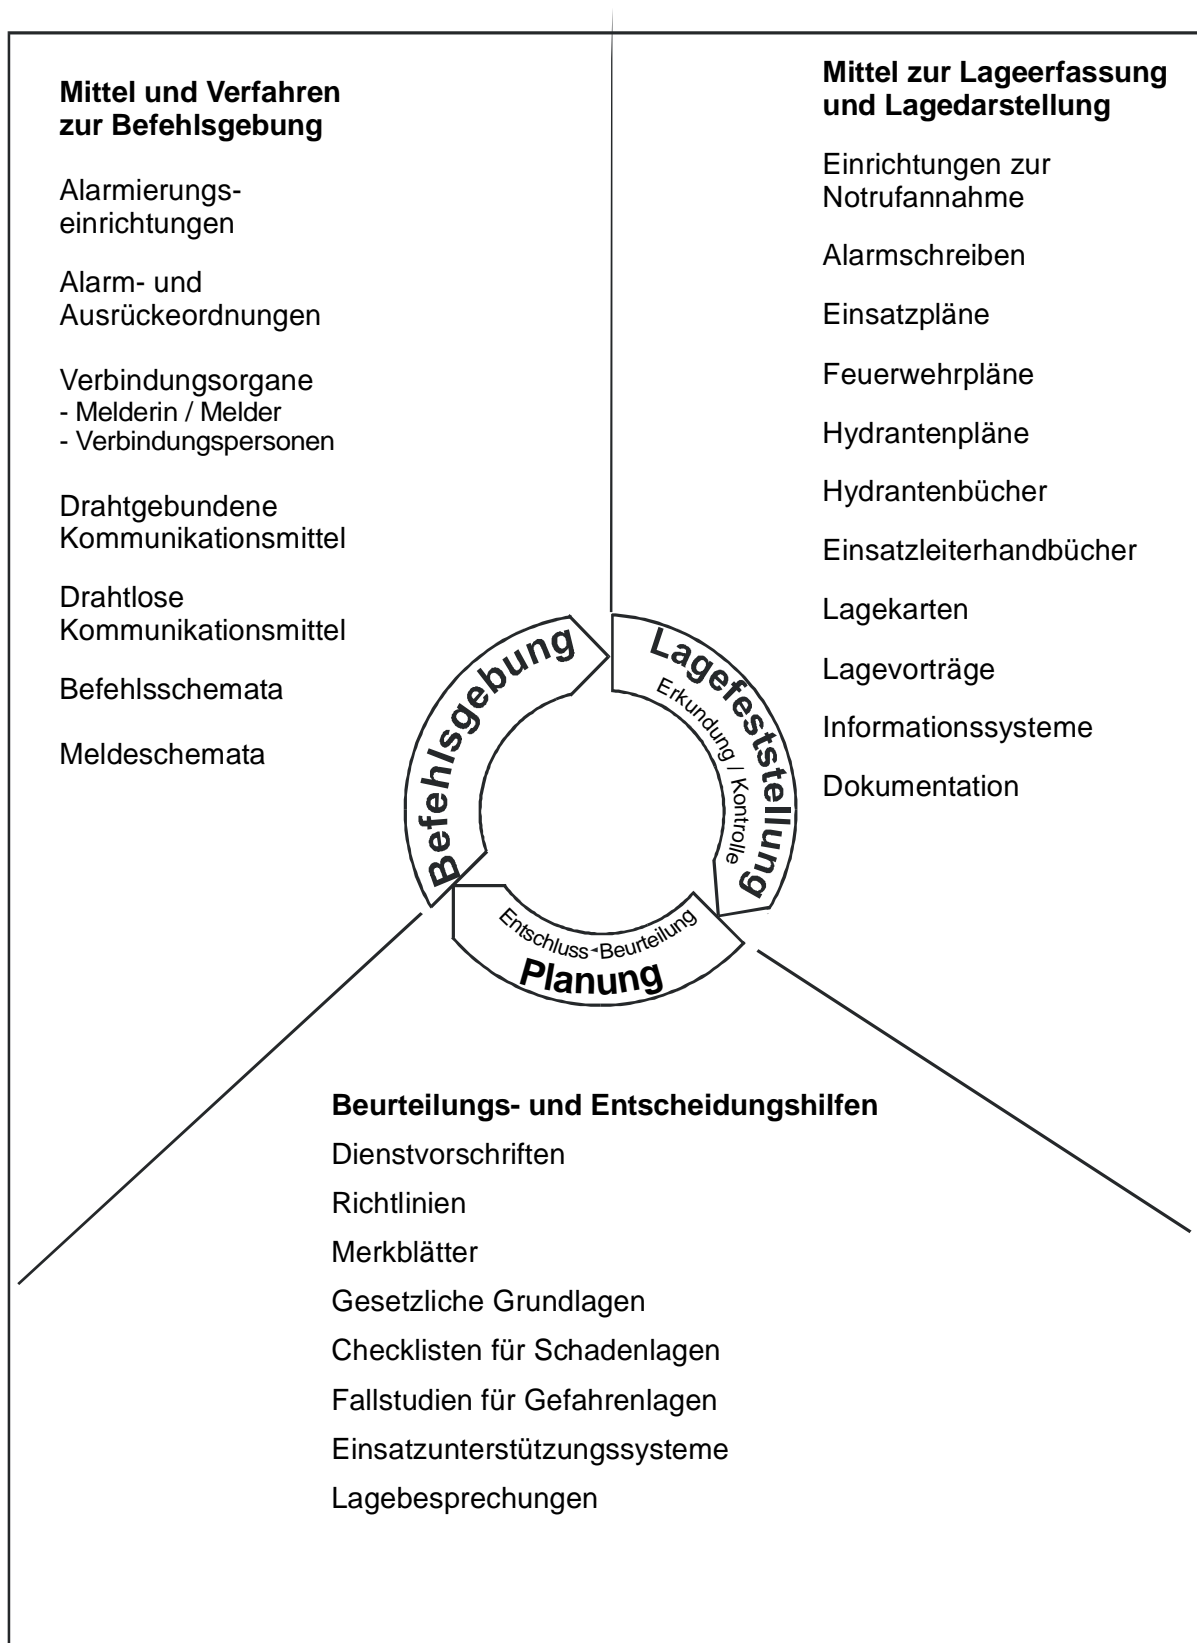 Mittel und Verfahren
zur Befehlsgebung
Alarmierungs-
einrichtungen
Alarm- und
Ausrückeordnungen
Verbindungsorgane
- Melderin / Melder
- Verbindungspersonen
Drahtgebundene
Kommunikationsmittel
Drahtlose
Kommunikationsmittel
Befehlsschemata
Meldeschemata
Mittel zur Lageerfassung
und Lagedarstellung
Einrichtungen zur
Notrufannahme
Alarmschreiben
Einsatzpläne
Feuerwehrpläne
Hydrantenpläne
Hydrantenbücher
Einsatzleiterhandbücher
Lagekarten
Lagevorträge
Informationssysteme
Dokumentation
Befehlsgebung
Lagefeststellung
Erkundung / Kontrolle
Entschluss◄Beurteilung
Planung
Beurteilungs- und Entscheidungshilfen
Dienstvorschriften
Richtlinien
Merkblätter
Gesetzliche Grundlagen
Checklisten für Schadenlagen
Fallstudien für Gefahrenlagen
Einsatzunterstützungssysteme
Lagebesprechungen